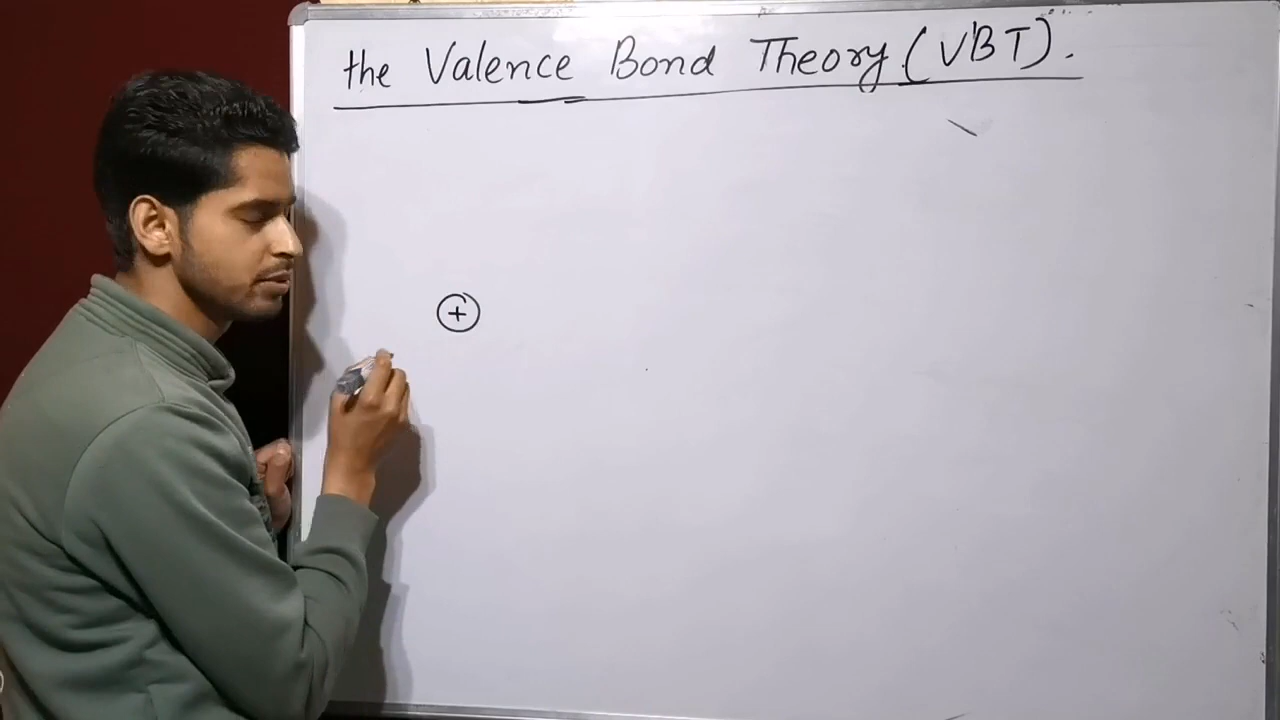 the Valence Bond Theory (VBT).
+